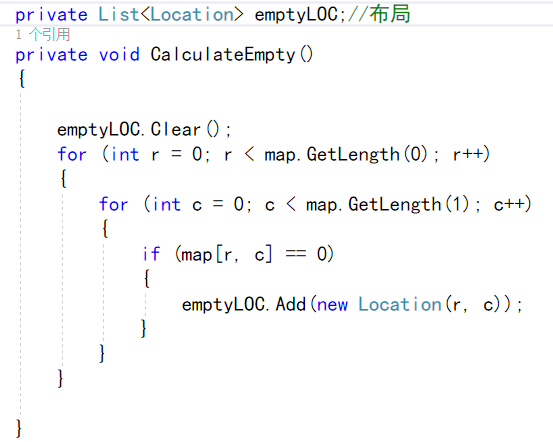 private List<Location> emptyLOC;//布局
1 个引用
private void CalculateEmpty()
{
emptyLOC.Clear();
for (int r = 0; r < map.GetLength(0); r++)
{
for (int c = 0; c < map.GetLength(1); c++)
{
if (map[r, c] == 0)
{
emptyLOC.Add(new Location(r, c));
}
}
}
}